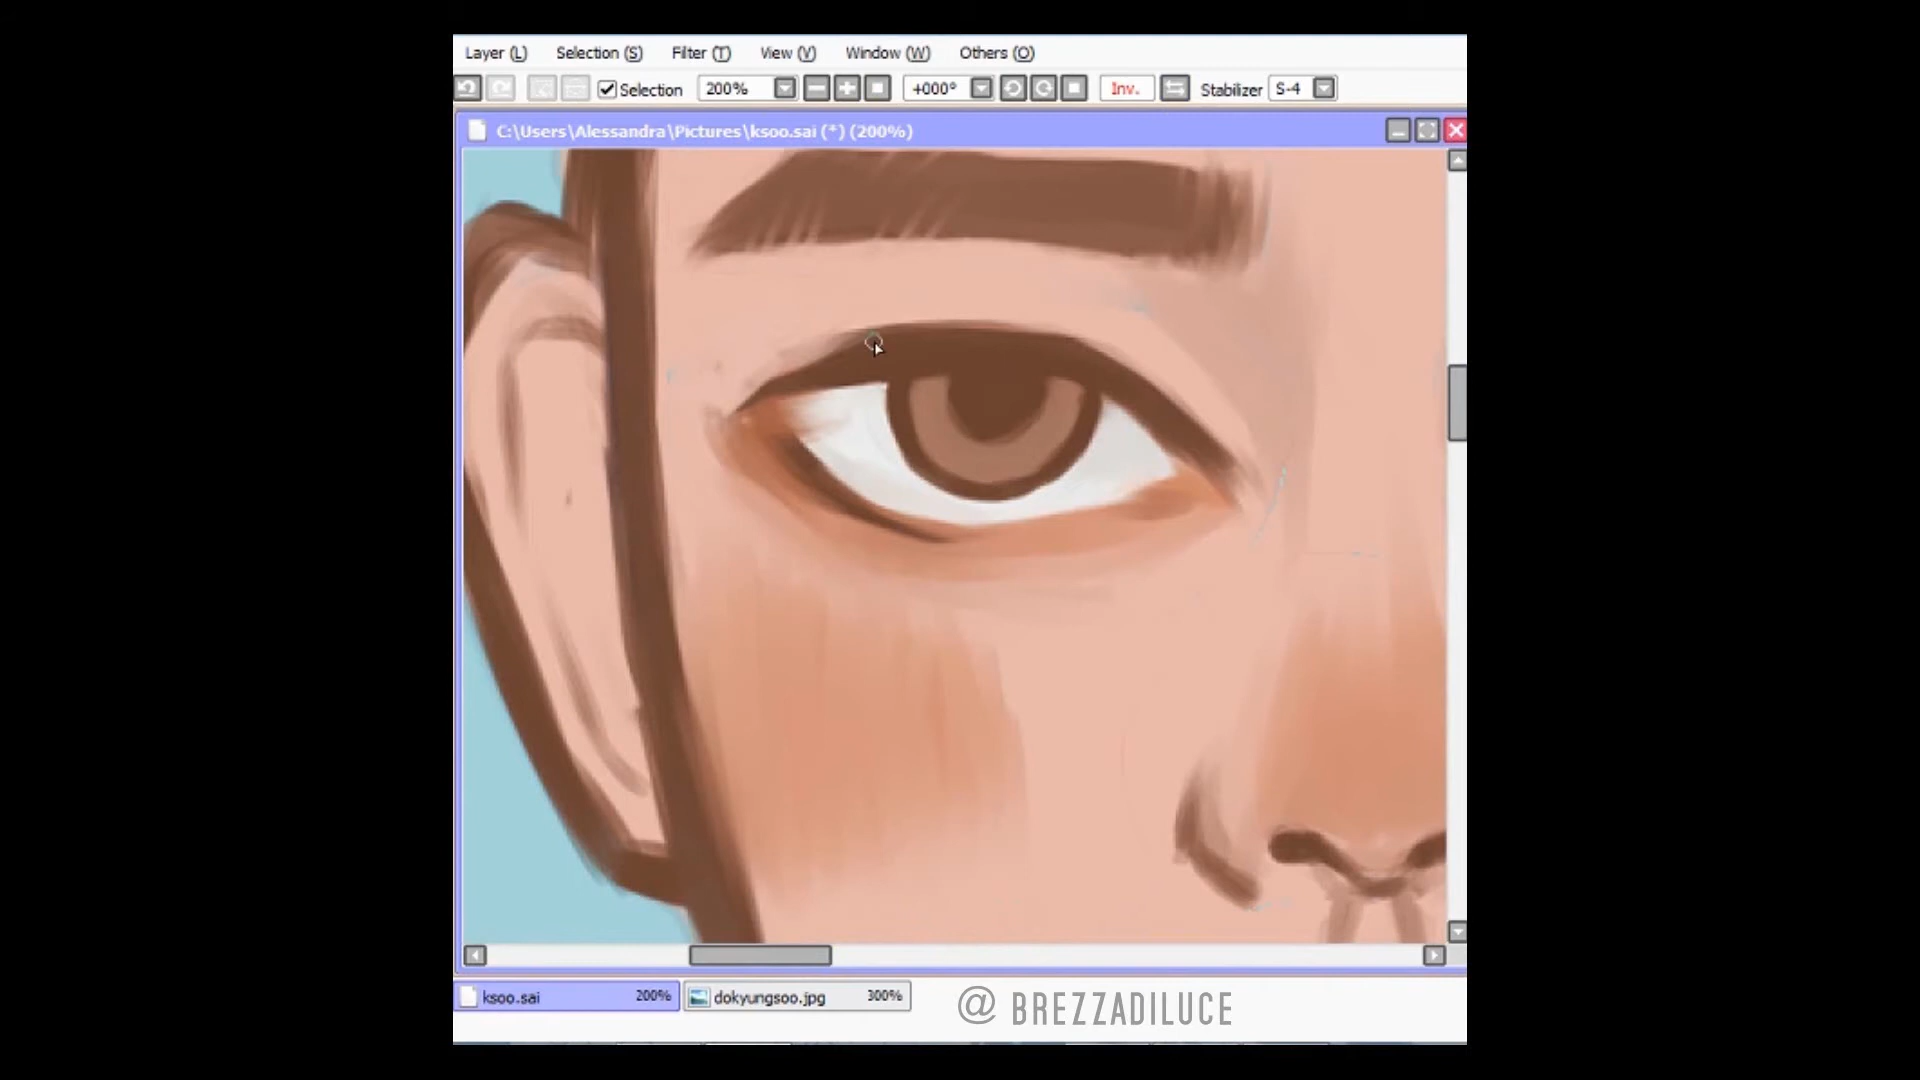 Layer (L) Selection (S) Filter (T) View (V) Window (W) Others (O)
Selection 200% +000° Inv. Stabilizer S-4
C:\Users\Alessandra\Pictures\ksoo.sai (*) (200%)
ksoo.sai 200% dokyungsoo.jpg 300%
@ BREZZADILUCE